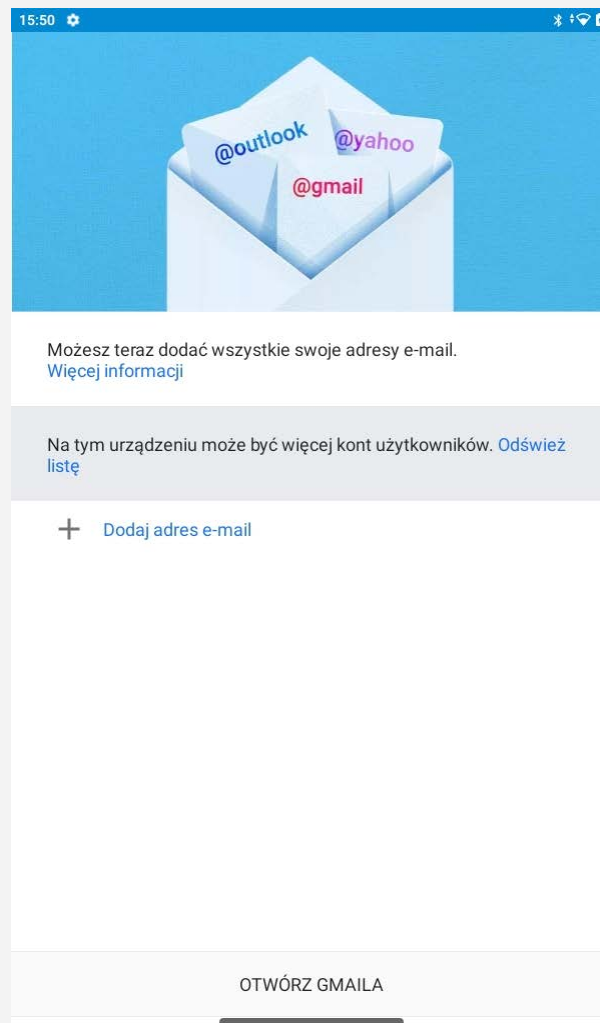 15:50
@outlook @yahoo
@gmail
Możesz teraz dodać wszystkie swoje adresy e-mail.
Więcej informacji
Na tym urządzeniu może być więcej kont użytkowników. Odśwież
listę
Dodaj adres e-mail
OTWÓRZ GMAILA